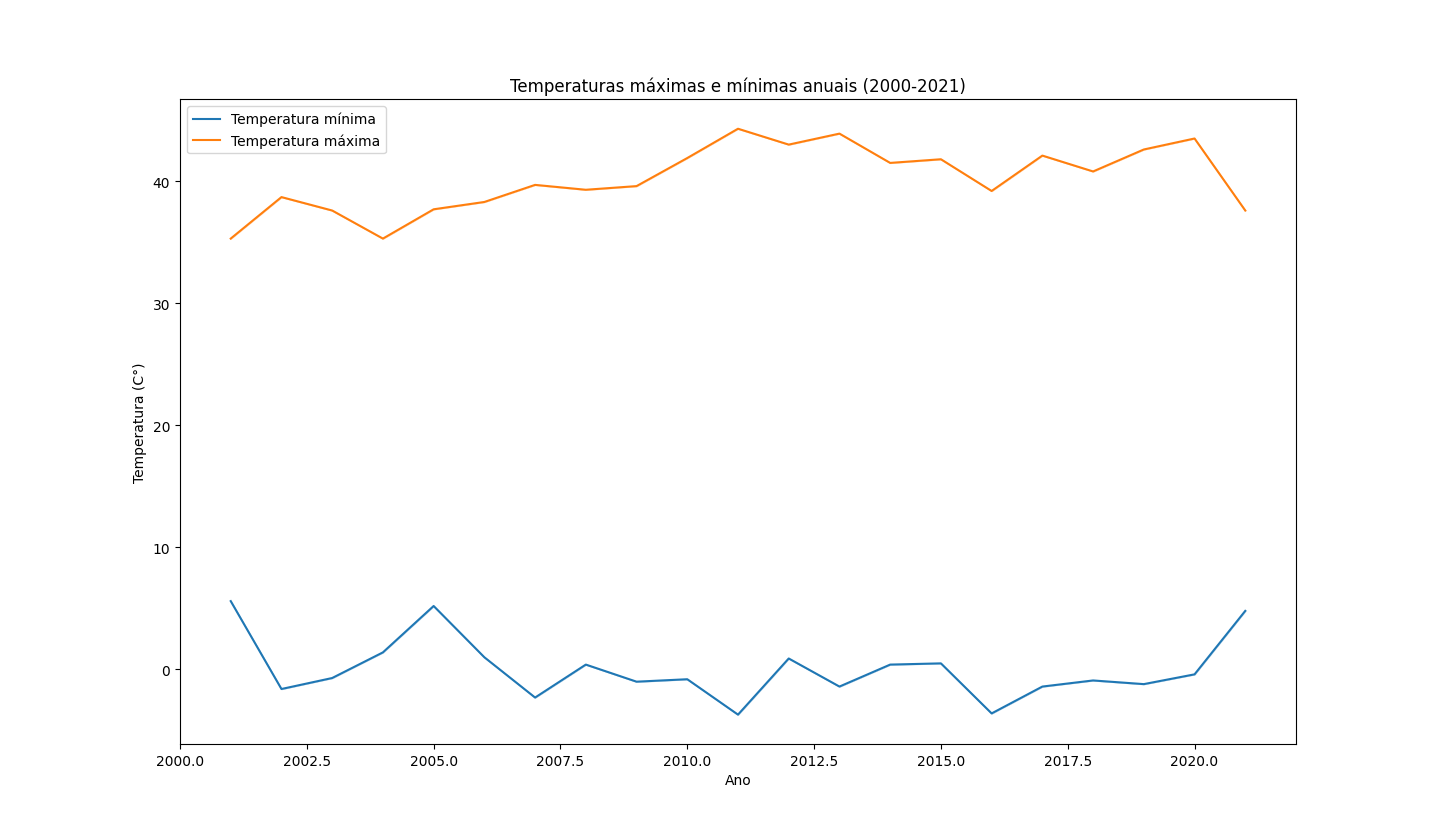 Temperaturas máximas e mínimas anuais (2000-2021)
Temperatura mínima
Temperatura máxima
40
30
20
10
0
Temperatura (C°)
2000.0 2002.5 2005.0 2007.5 2010.0 2012.5 2015.0 2017.5 2020.0
Ano